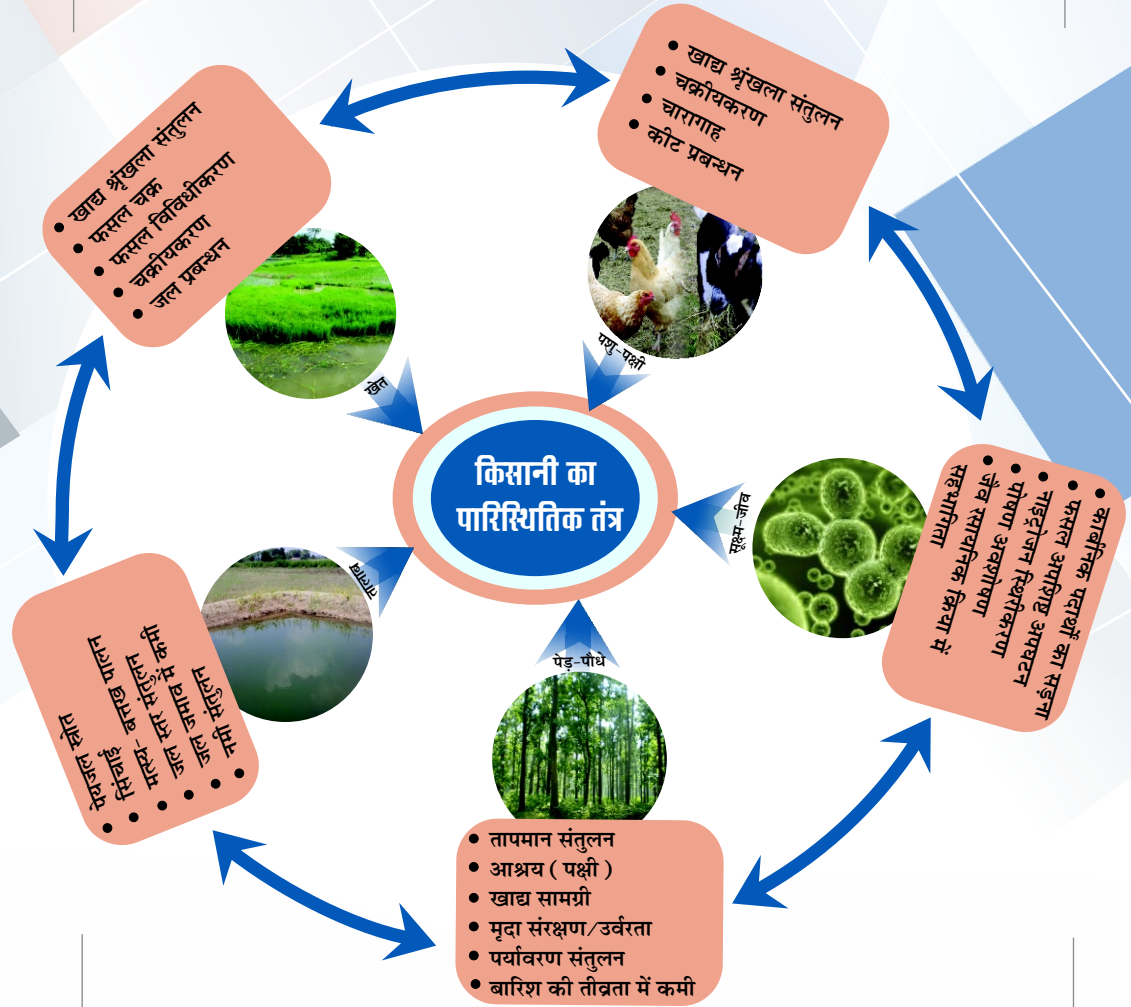 • खाद्य श्रृंखला संतुलन
• फसल चक्र
• फसल विविधीकरण
• चक्रीयकरण
• जल प्रबन्धन
• खाद्य श्रृंखला संतुलन
• चक्रीयकरण
• चारागाह
• कीट प्रबन्धन
खेत
पशु-पक्षी
किसानी का
पारिस्थितिक तंत्र
सूक्ष्म-जीव
• कार्बनिक पदार्थों का सड़ना
• फसल अपशिष्ट अपघटन
• नाइट्रोजन स्थिरीकरण
• पोषण अवशोषण
• जैव रसायनिक क्रिया में
सहभागिता
तालाब
• पेयजल स्रोत
• सिंचाई
• मत्स्य- बत्तख पालन
• जल स्तर संतुलन
• जल जमाव में कमी
• नमी संतुलन
पेड़-पौधे
• तापमान संतुलन
• आश्रय ( पक्षी )
• खाद्य सामग्री
• मृदा संरक्षण/उर्वरता
• पर्यावरण संतुलन
• बारिश की तीव्रता में कमी